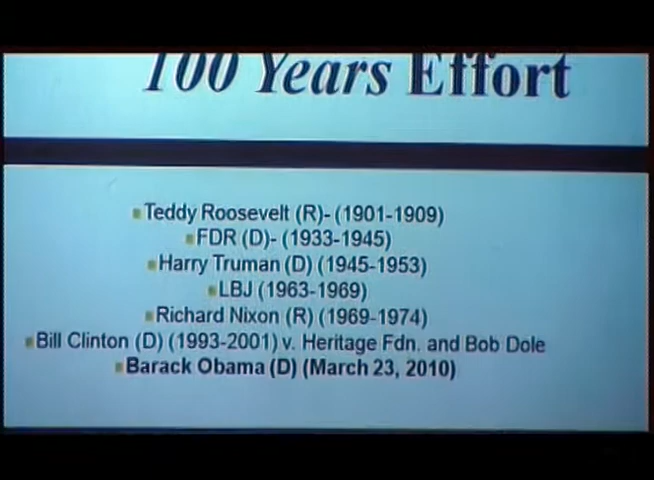 100 Years Effort
Teddy Roosevelt (R)- (1901-1909)
FDR (D)- (1933-1945)
Harry Truman (D) (1945-1953)
LBJ (1963-1969)
Richard Nixon (R) (1969-1974)
Bill Clinton (D) (1993-2001) v. Heritage Fdn. and Bob Dole
Barack Obama (D) (March 23, 2010)